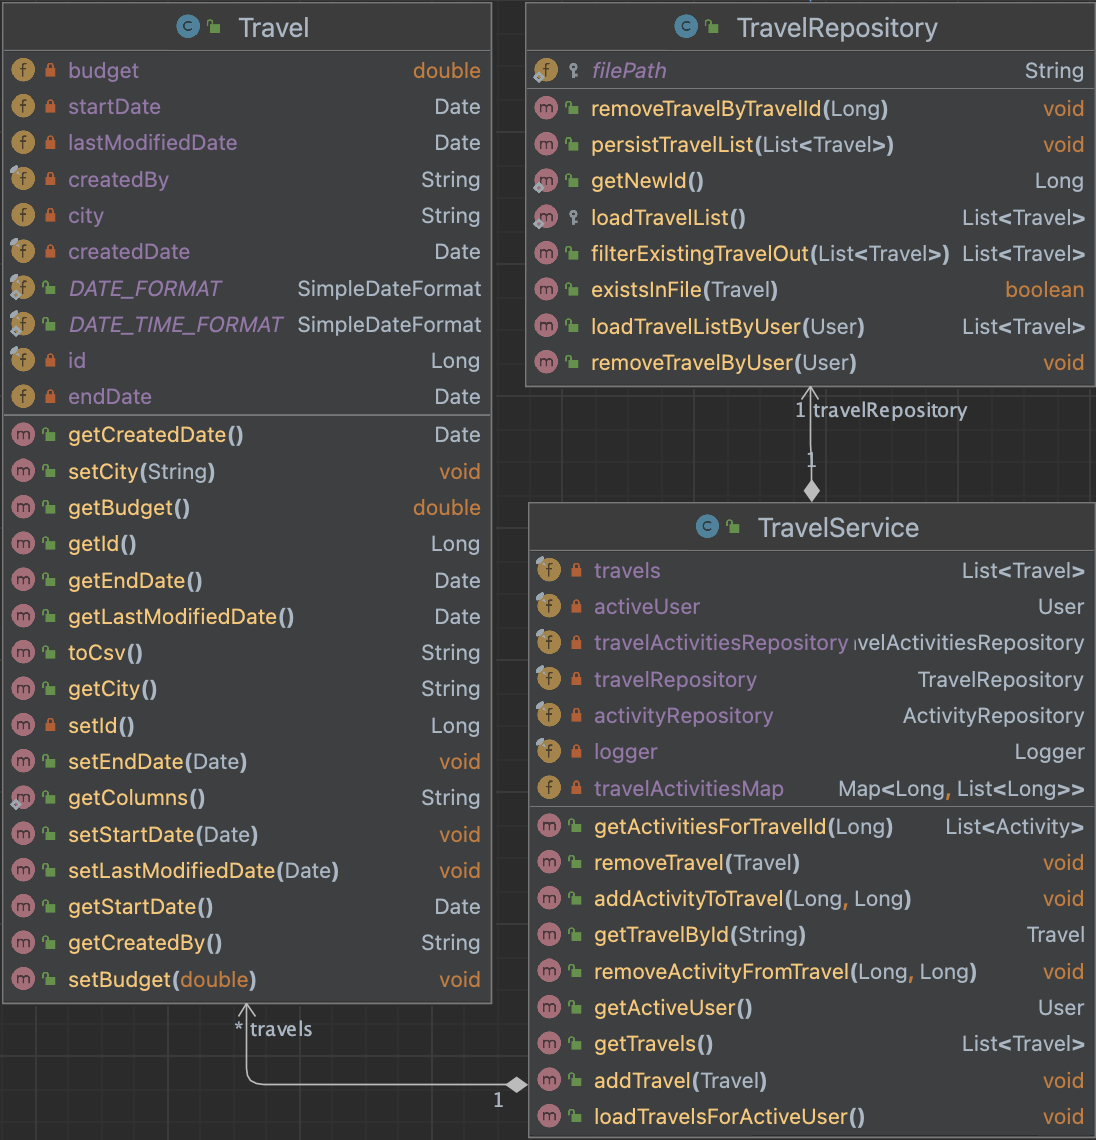 Travel
budget double
startDate Date
lastModifiedDate Date
createdBy String
city String
createdDate Date
DATE_FORMAT SimpleDateFormat
DATE_TIME_FORMAT SimpleDateFormat
id Long
endDate Date
getCreatedDate() Date
setCity(String) void
getBudget() double
getId() Long
getEndDate() Date
getLastModifiedDate() Date
toCsv() String
getCity() String
setId() Long
setEndDate(Date) void
getColumns() String
setStartDate(Date) void
setLastModifiedDate(Date) void
getStartDate() Date
getCreatedBy() String
setBudget(double) void
* travels
1
TravelRepository
filePath String
removeTravelByTravelId(Long) void
persistTravelList(List<Travel>) void
getNewId() Long
loadTravelList() List<Travel>
filterExistingTravelOut(List<Travel>) List<Travel>
existsInFile(Travel) boolean
loadTravelListByUser(User) List<Travel>
removeTravelByUser(User) void
1 travelRepository
1
TravelService
travels List<Travel>
activeUser User
travelActivitiesRepository velActivitiesRepository
travelRepository TravelRepository
activityRepository ActivityRepository
logger Logger
travelActivitiesMap Map<Long, List<Long>>
getActivitiesForTravelId(Long) List<Activity>
removeTravel(Travel) void
addActivityToTravel(Long, Long) void
getTravelById(String) Travel
removeActivityFromTravel(Long, Long) void
getActiveUser() User
getTravels() List<Travel>
addTravel(Travel) void
loadTravelsForActiveUser() void